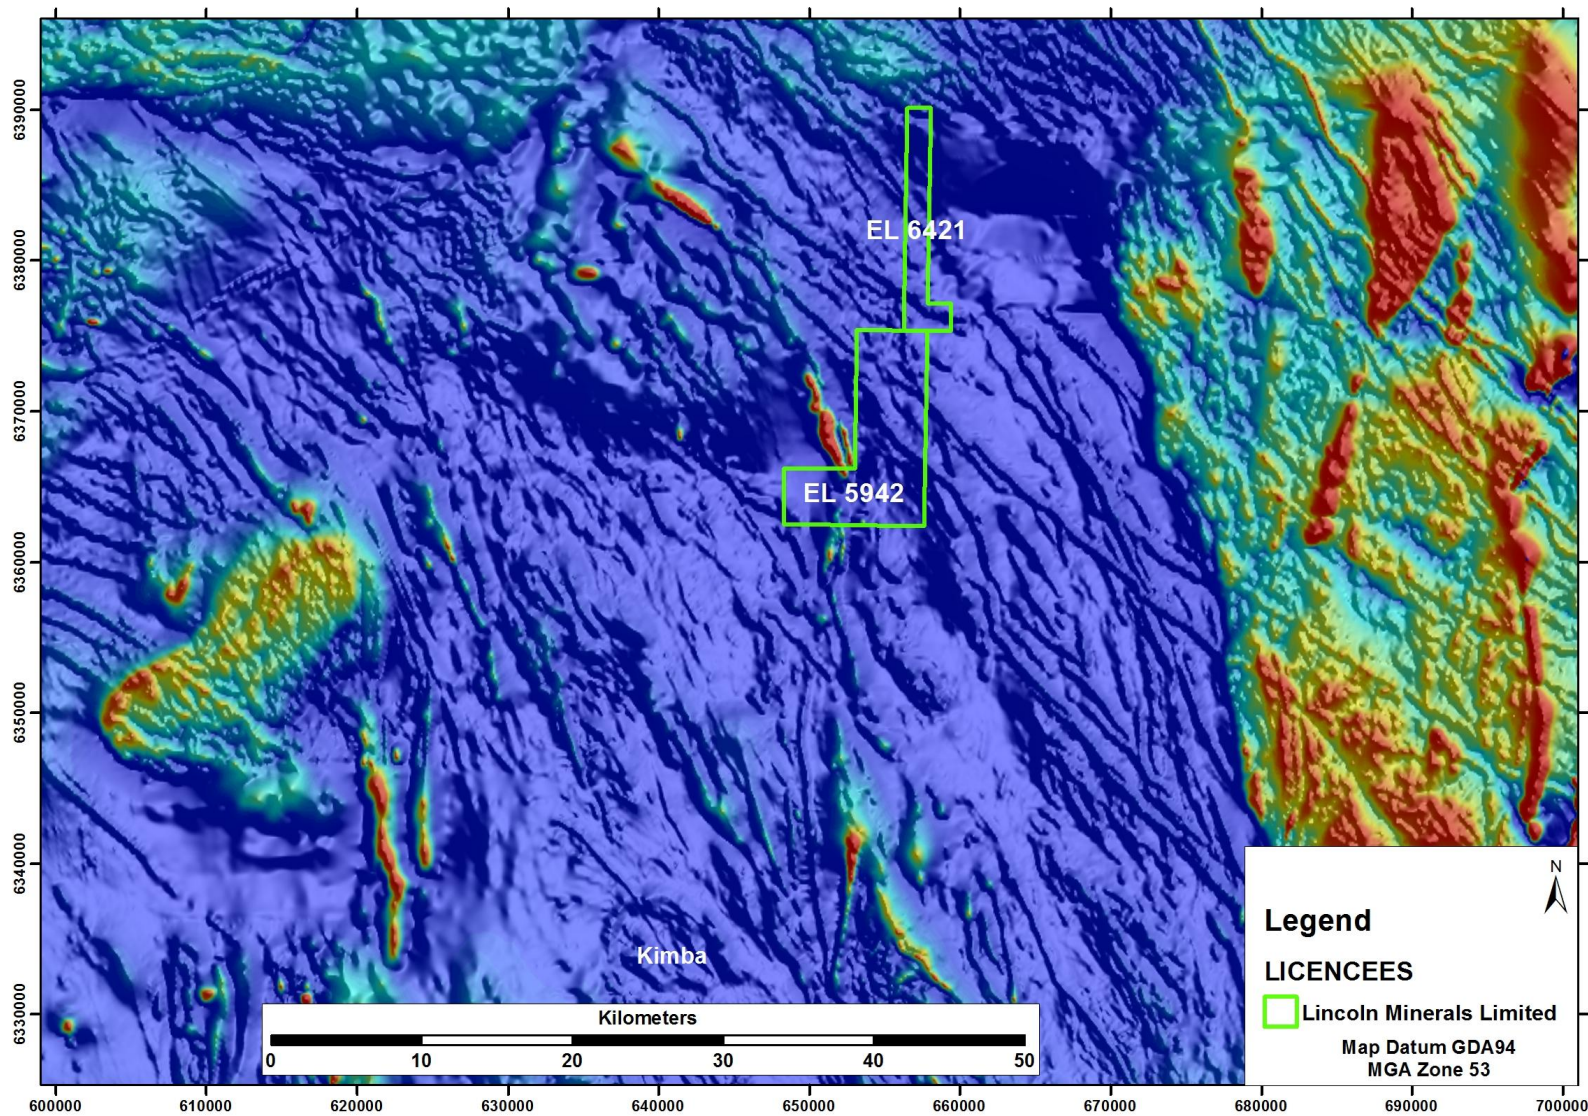 6390000
6380000
6370000
6360000
6350000
6340000
6330000
EL 6421
EL 5942
Kimba
N
Legend
LICENCEES
Lincoln Minerals Limited
Map Datum GDA94
MGA Zone 53
Kilometers
0 10 20 30 40 50
600000 610000 620000 630000 640000 650000 660000 670000 680000 690000 700000